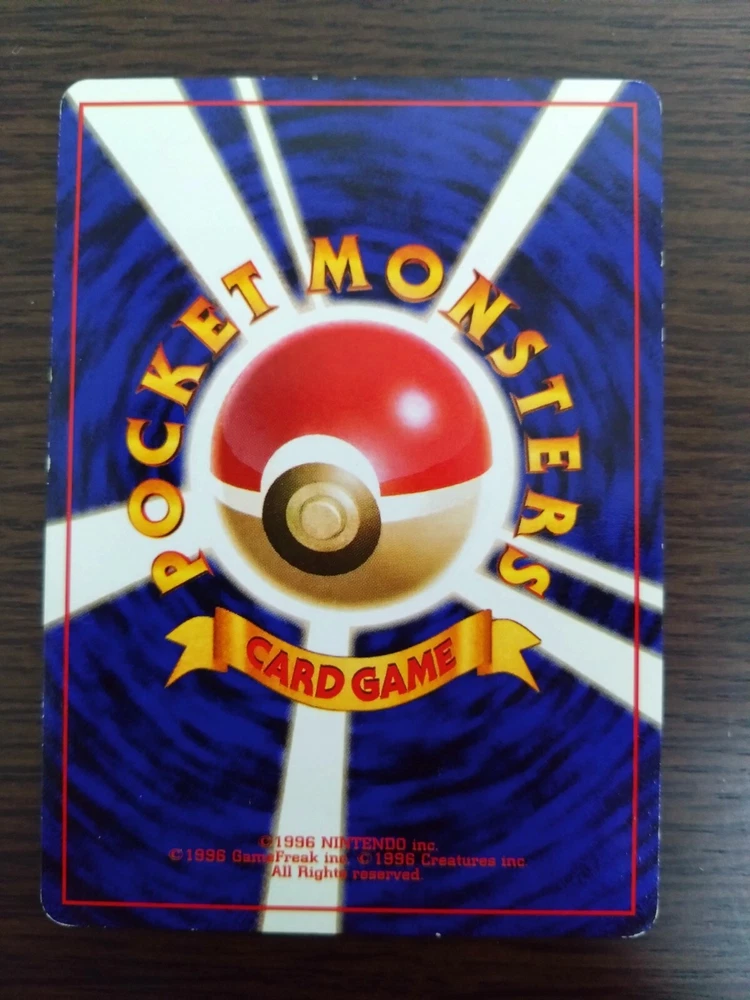 POCKET MONSTERS
CARD GAME
©1996 NINTENDO inc.
©1996 GameFreak inc. ©1996 Creatures inc.
All Rights reserved.